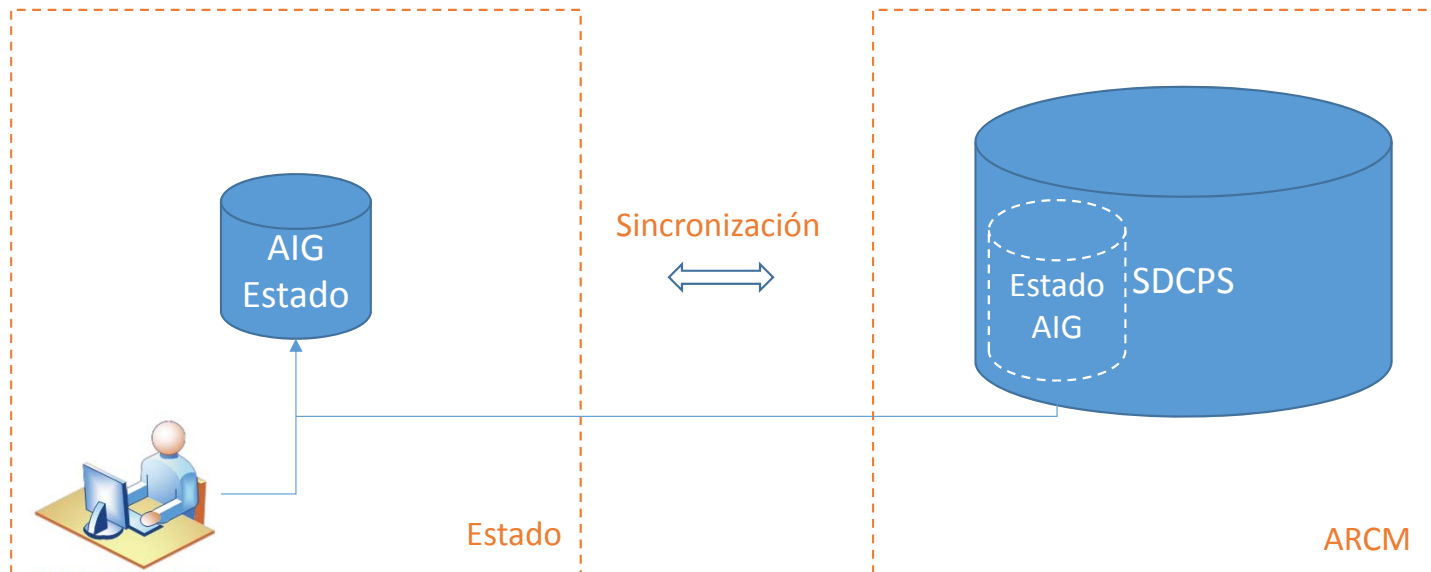 AIG
Estado
Sincronización
Estado
AIG
SDCPS
Estado
ARCM